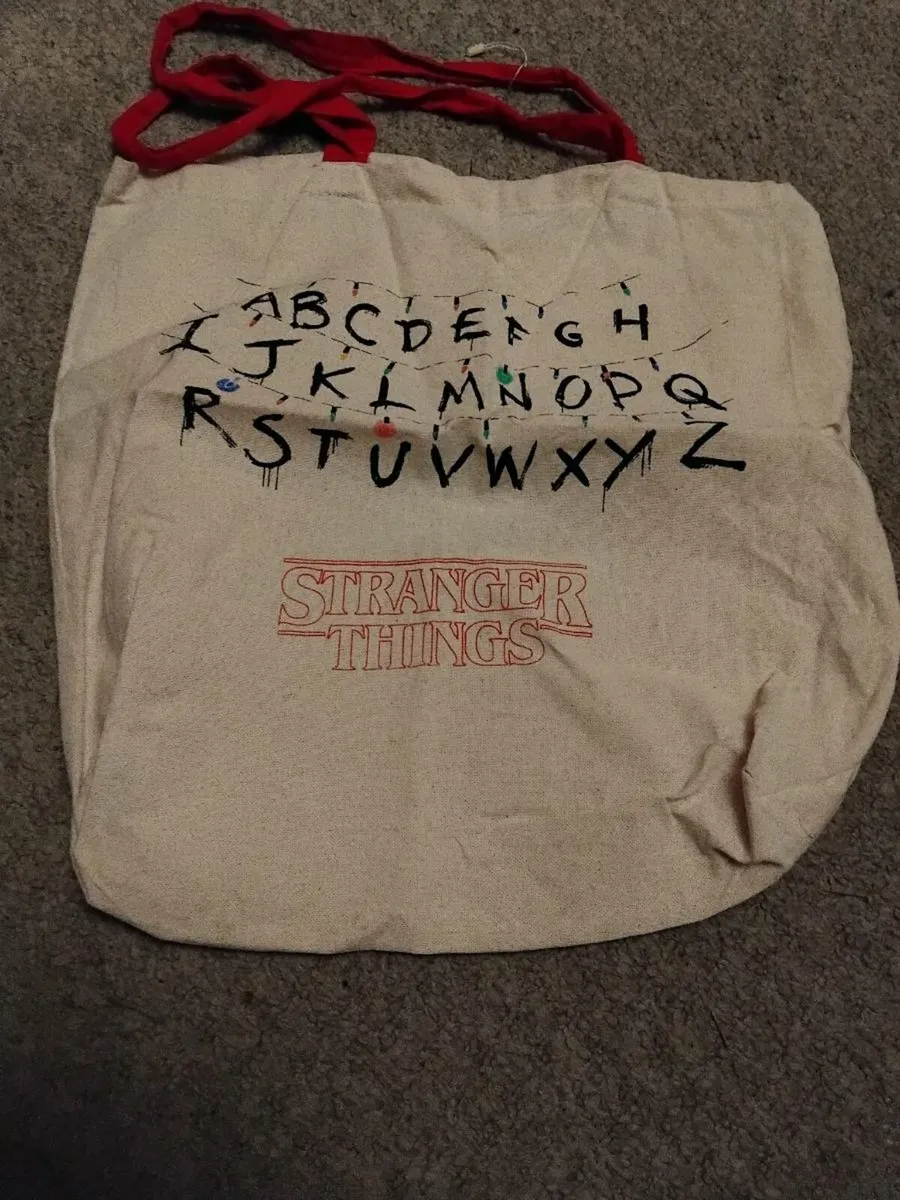 ABCDEFGH
IJKLMNOPQ
RSTUVWXYZ
STRANGER
THINGS